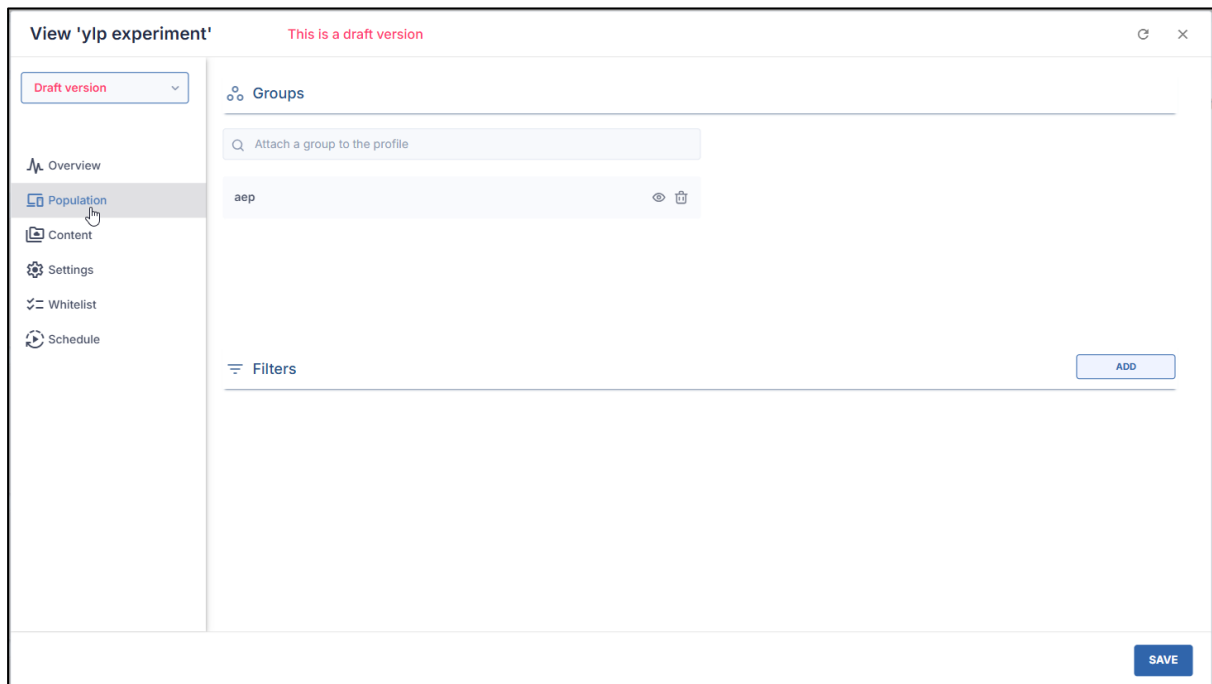 View 'ylp experiment'
This is a draft version
Draft version
Overview
Population
Content
Settings
Whitelist
Schedule
Groups
Attach a group to the profile
aep
Filters
ADD
SAVE